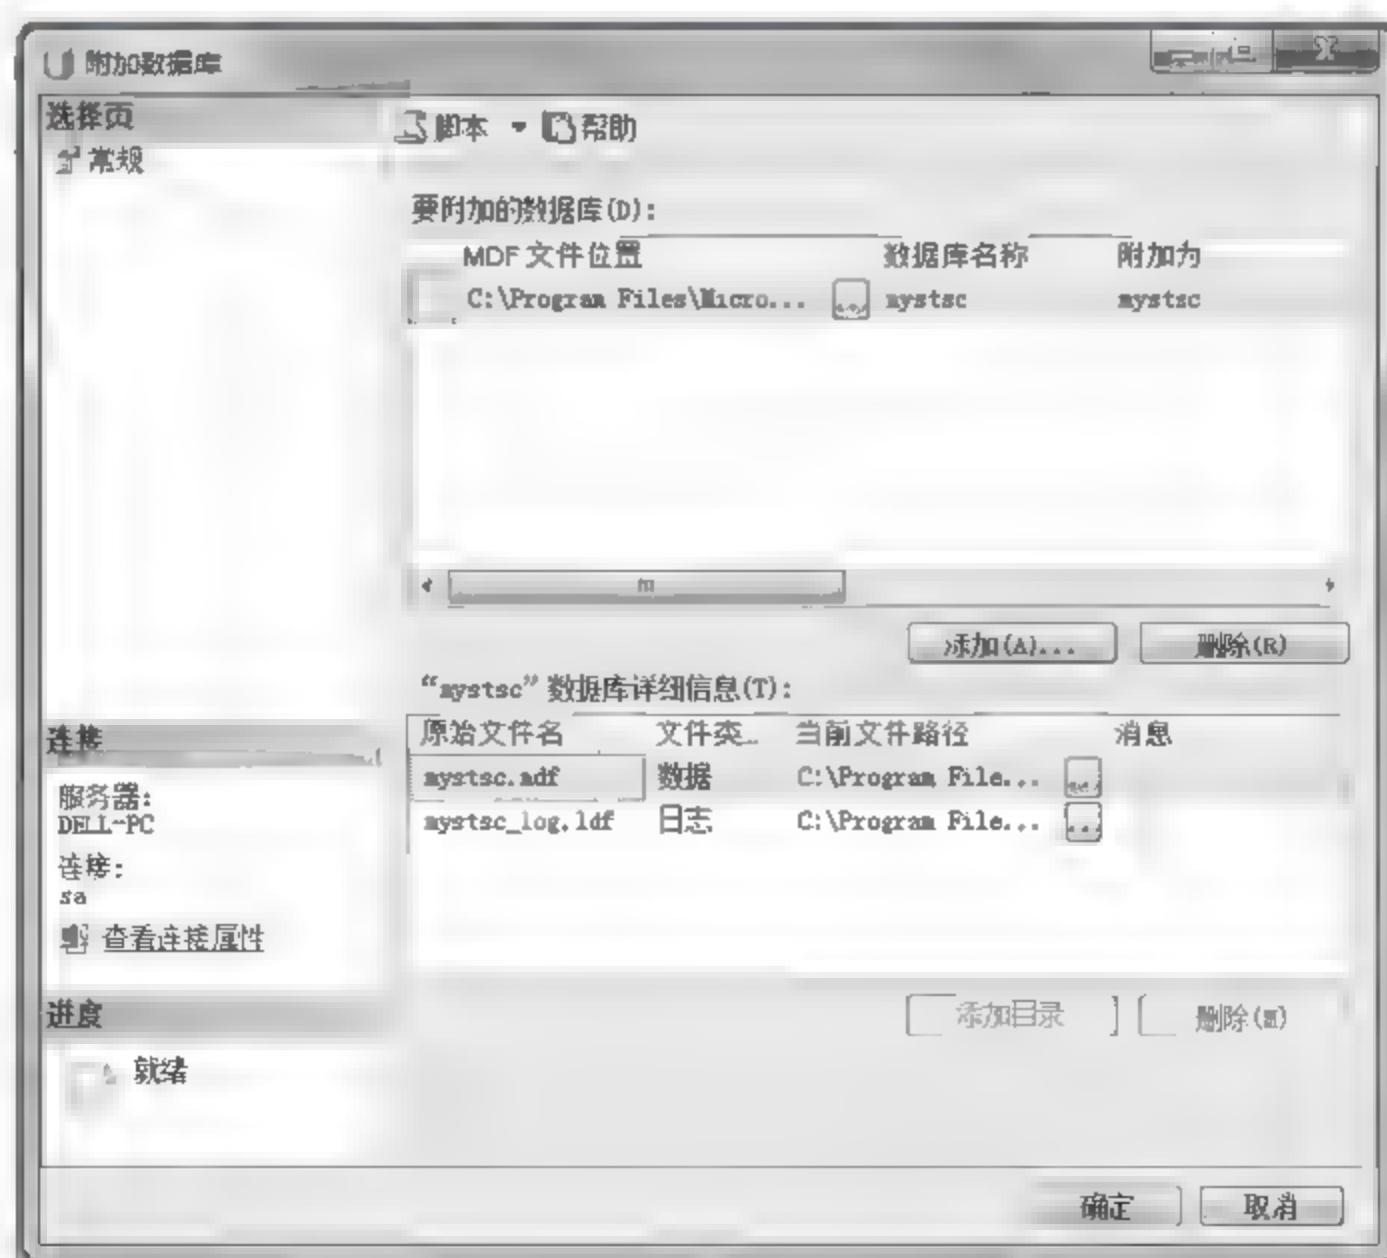 附加数据库
选择页
常规
脚本 帮助
要附加的数据库(D):
MDF 文件位置 数据库名称 附加为
C:\Program Files\Micro... ... mystsc mystsc
添加(A)... 删除(R)
“mystsc”数据库详细信息(T):
原始文件名 文件类... 当前文件路径 消息
mystsc.mdf 数据 C:\Program File... ...
mystsc_log.ldf 日志 C:\Program File... ...
连接
服务器:
DELL-PC
连接:
sa
查看连接属性
进度
就绪
添加目录 删除(M)
确定 取消